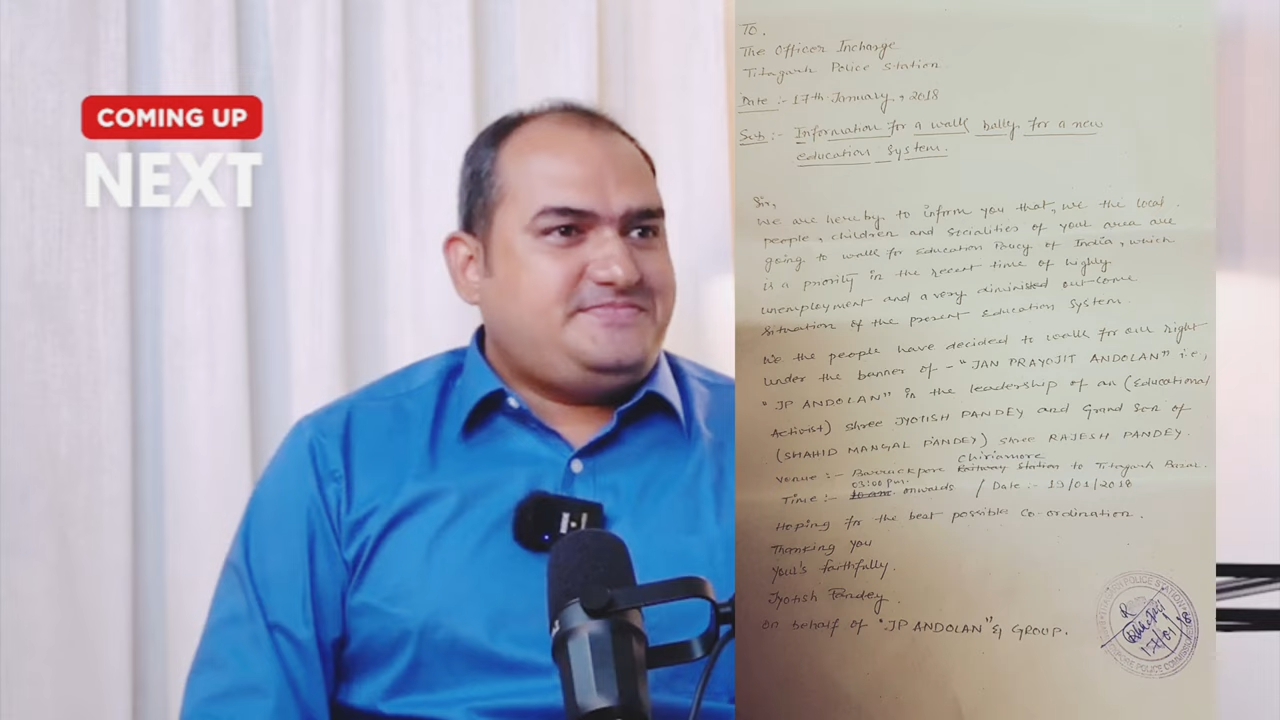 COMING UP
NEXT
To,
The Officer Incharge
Titagarh Police Station
Date :- 17th January, 2018
Sub :- Information for a walk Rally for a new
education System.
Sir,
We are here by to inform you that, we the local
people, children and socialities of your area are
going to walk for Education Policy of India, which
is a priority in the recent time of highly
unemployment and a very diministed out-come
situation of the present Education System.
We the people have decided to walk for our right
under the banner of - "JAN PRAYOJIT ANDOLAN" i.e,
"JP ANDOLAN" in the leadership of an (Educational
Activist) shree JYOTISH PANDEY and Grand Son of
(SHAHID MANGAL PANDEY) shree RAJESH PANDEY.
Chiriamore
Venue :- Barrackpore Railway Station to Titagarh Bazar.
03:00 Pm.
Time :- 10 am onwards / Date :- 19/01/2018
Hoping for the best possible Co-ordination.
Thanking You
Your's faithfully.
Jyotish Pandey.
On behalf of "JP ANDOLAN" & GROUP.
POLICE STATION
POLICE COMMISSIONERATE